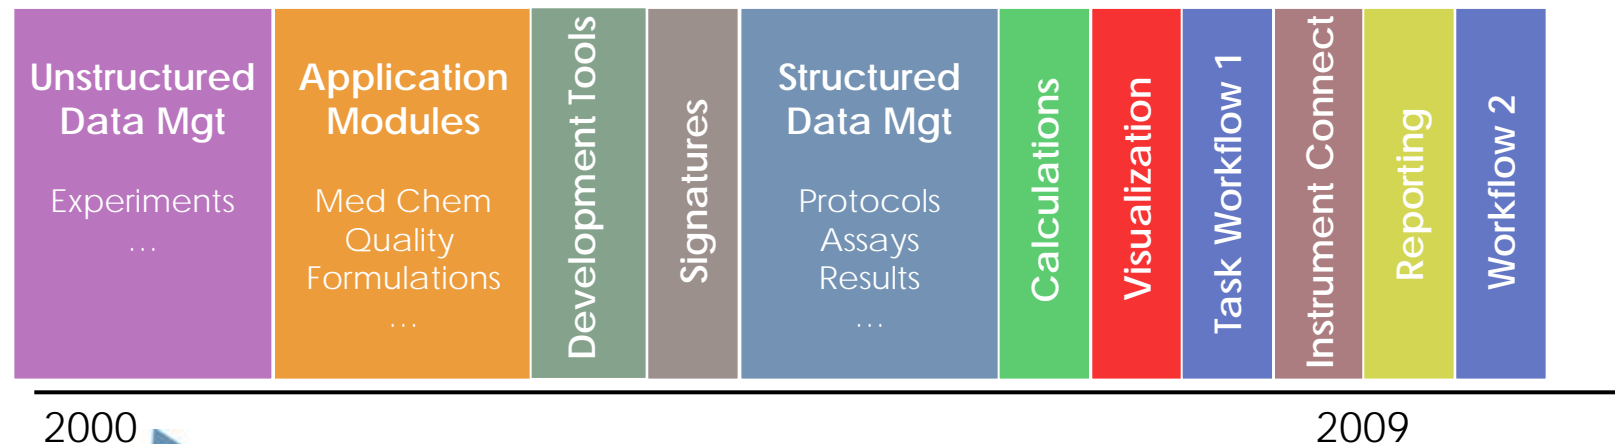 Unstructured
Data Mgt
Experiments
...
Application
Modules
Med Chem
Quality
Formulations
...
Development Tools
Signatures
Structured
Data Mgt
Protocols
Assays
Results
...
Calculations
Visualization
Task Workflow 1
Instrument Connect
Reporting
Workflow 2
2000
2009